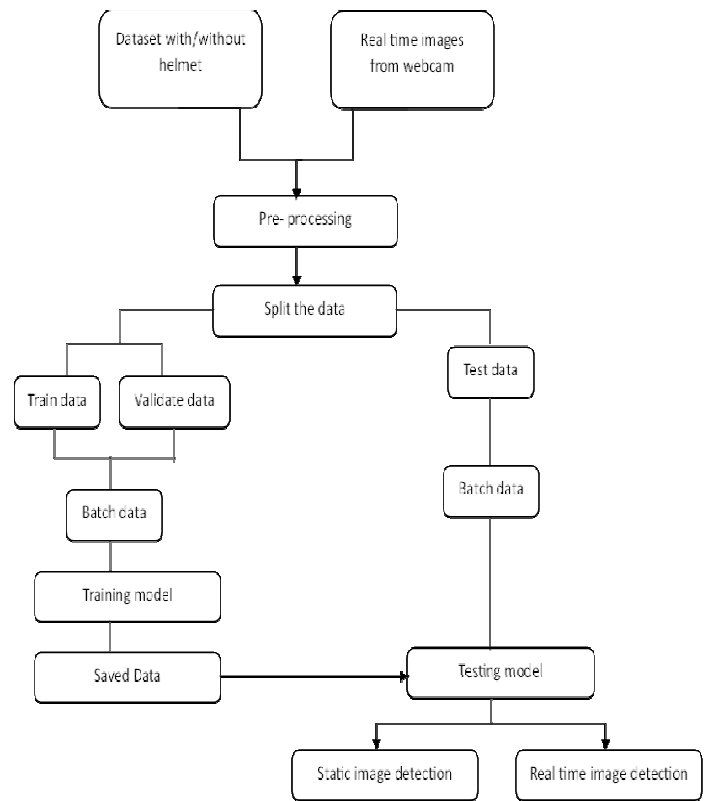 Dataset with/without
helmet
Real time images
from webcam
Pre- processing
Split the data
Train data
Validate data
Test data
Batch data
Batch data
Training model
Saved Data
Testing model
Static image detection
Real time image detection